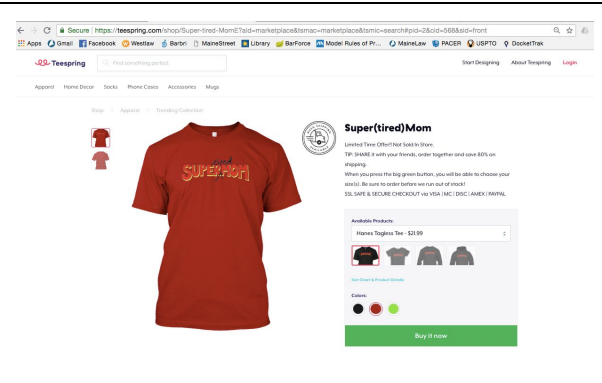 Secure | https://teespring.com/shop/Super-tired-MomE?aid=marketplace&tsmac=marketplace&tsmic=search#pid=2&cid=568&sid=front
Apps Gmail Facebook Westlaw Barbri MaineStreet Library BarForce Model Rules of Pr... MaineLaw PACER USPTO DocketTrak
Teespring Find something perfect Start Designing About Teespring Login
Apparel Home Decor Socks Phone Cases Accessories Mugs
Shop Apparel Trending Collection
tired
SUPERMOM
Super(tired)Mom
Limited Time Offer!! Not Sold In Store.
TIP: SHARE it with your friends, order together and save 80% on
shipping.
When you press the big green button, you will be able to choose your
size(s). Be sure to order before we run out of stock!
SSL SAFE & SECURE CHECKOUT via VISA | MC | DISC | AMEX | PAYPAL
Available Products:
Hanes Tagless Tee - $21.99
Size Chart & Product Details
Colors:
Buy it now